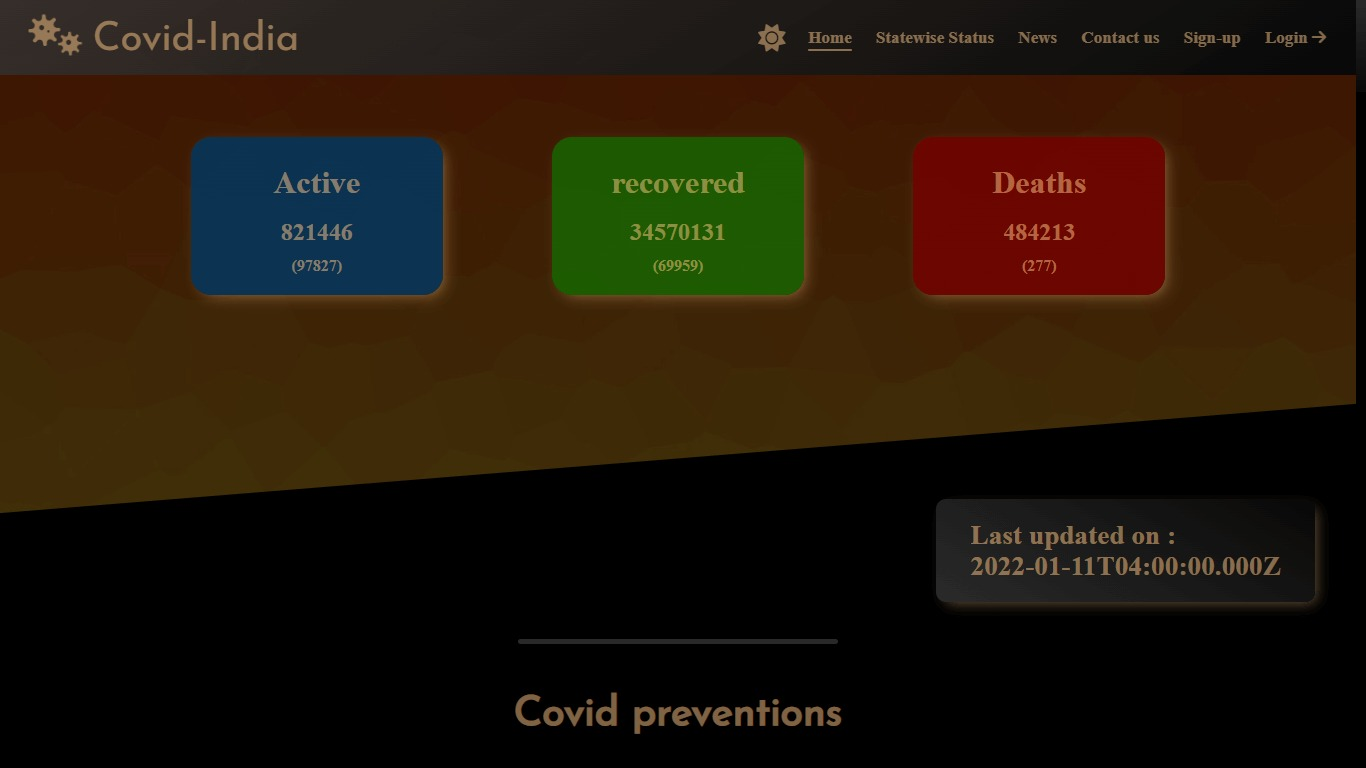 Covid-India
Home Statewise Status News Contact us Sign-up Login
Active
821446
(97827)
recovered
34570131
(69959)
Deaths
484213
(277)
Last updated on :
2022-01-11T04:00:00.000Z
Covid preventions